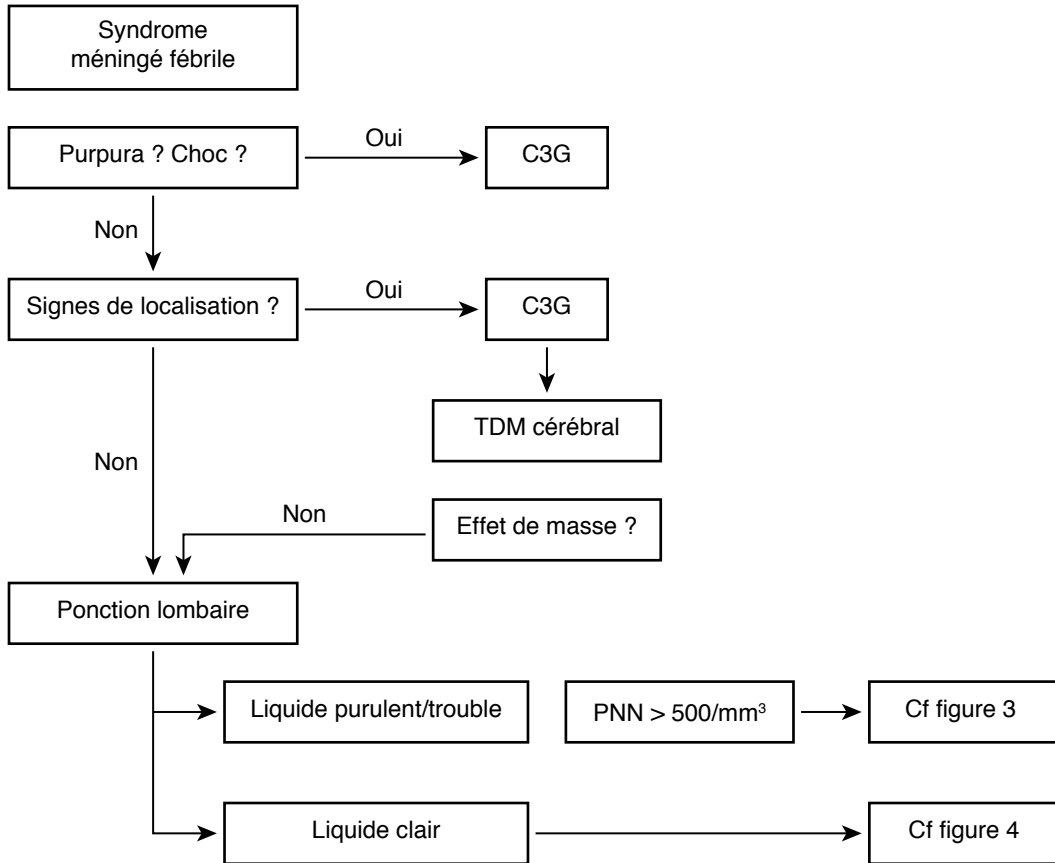 Syndrome
méningé fébrile
Purpura ? Choc ?
Oui
C3G
Non
Signes de localisation ?
Oui
C3G
TDM cérébral
Non
Non
Effet de masse ?
Ponction lombaire
Liquide purulent/trouble
PNN > 500/mm³
Cf figure 3
Liquide clair
Cf figure 4